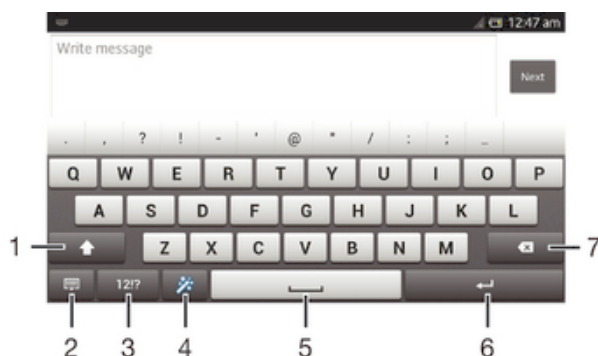 12:47 am
Write message
Next
. , ? ! - ' @ " / : ; _
Q W E R T Y U I O P
A S D F G H J K L
1 Z X C V B N M 7
12!?
2 3 4 5 6